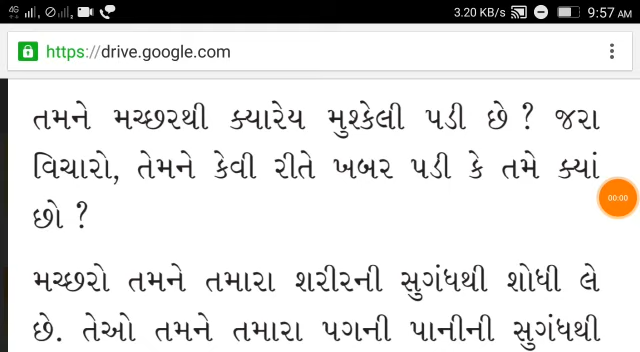 4G
2
3.20 KB/s
9:57 AM
https://drive.google.com
તમને મચ્છરથી ક્યારેય મુશ્કેલી પડી છે ? જરા
વિચારો, તેમને કેવી રીતે ખબર પડી કે તમે ક્યાં
છો ?
00:00
મચ્છરો તમને તમારા શરીરની સુગંધથી શોધી લે
છે. તેઓ તમને તમારા પગની પાનીની સુગંધથી